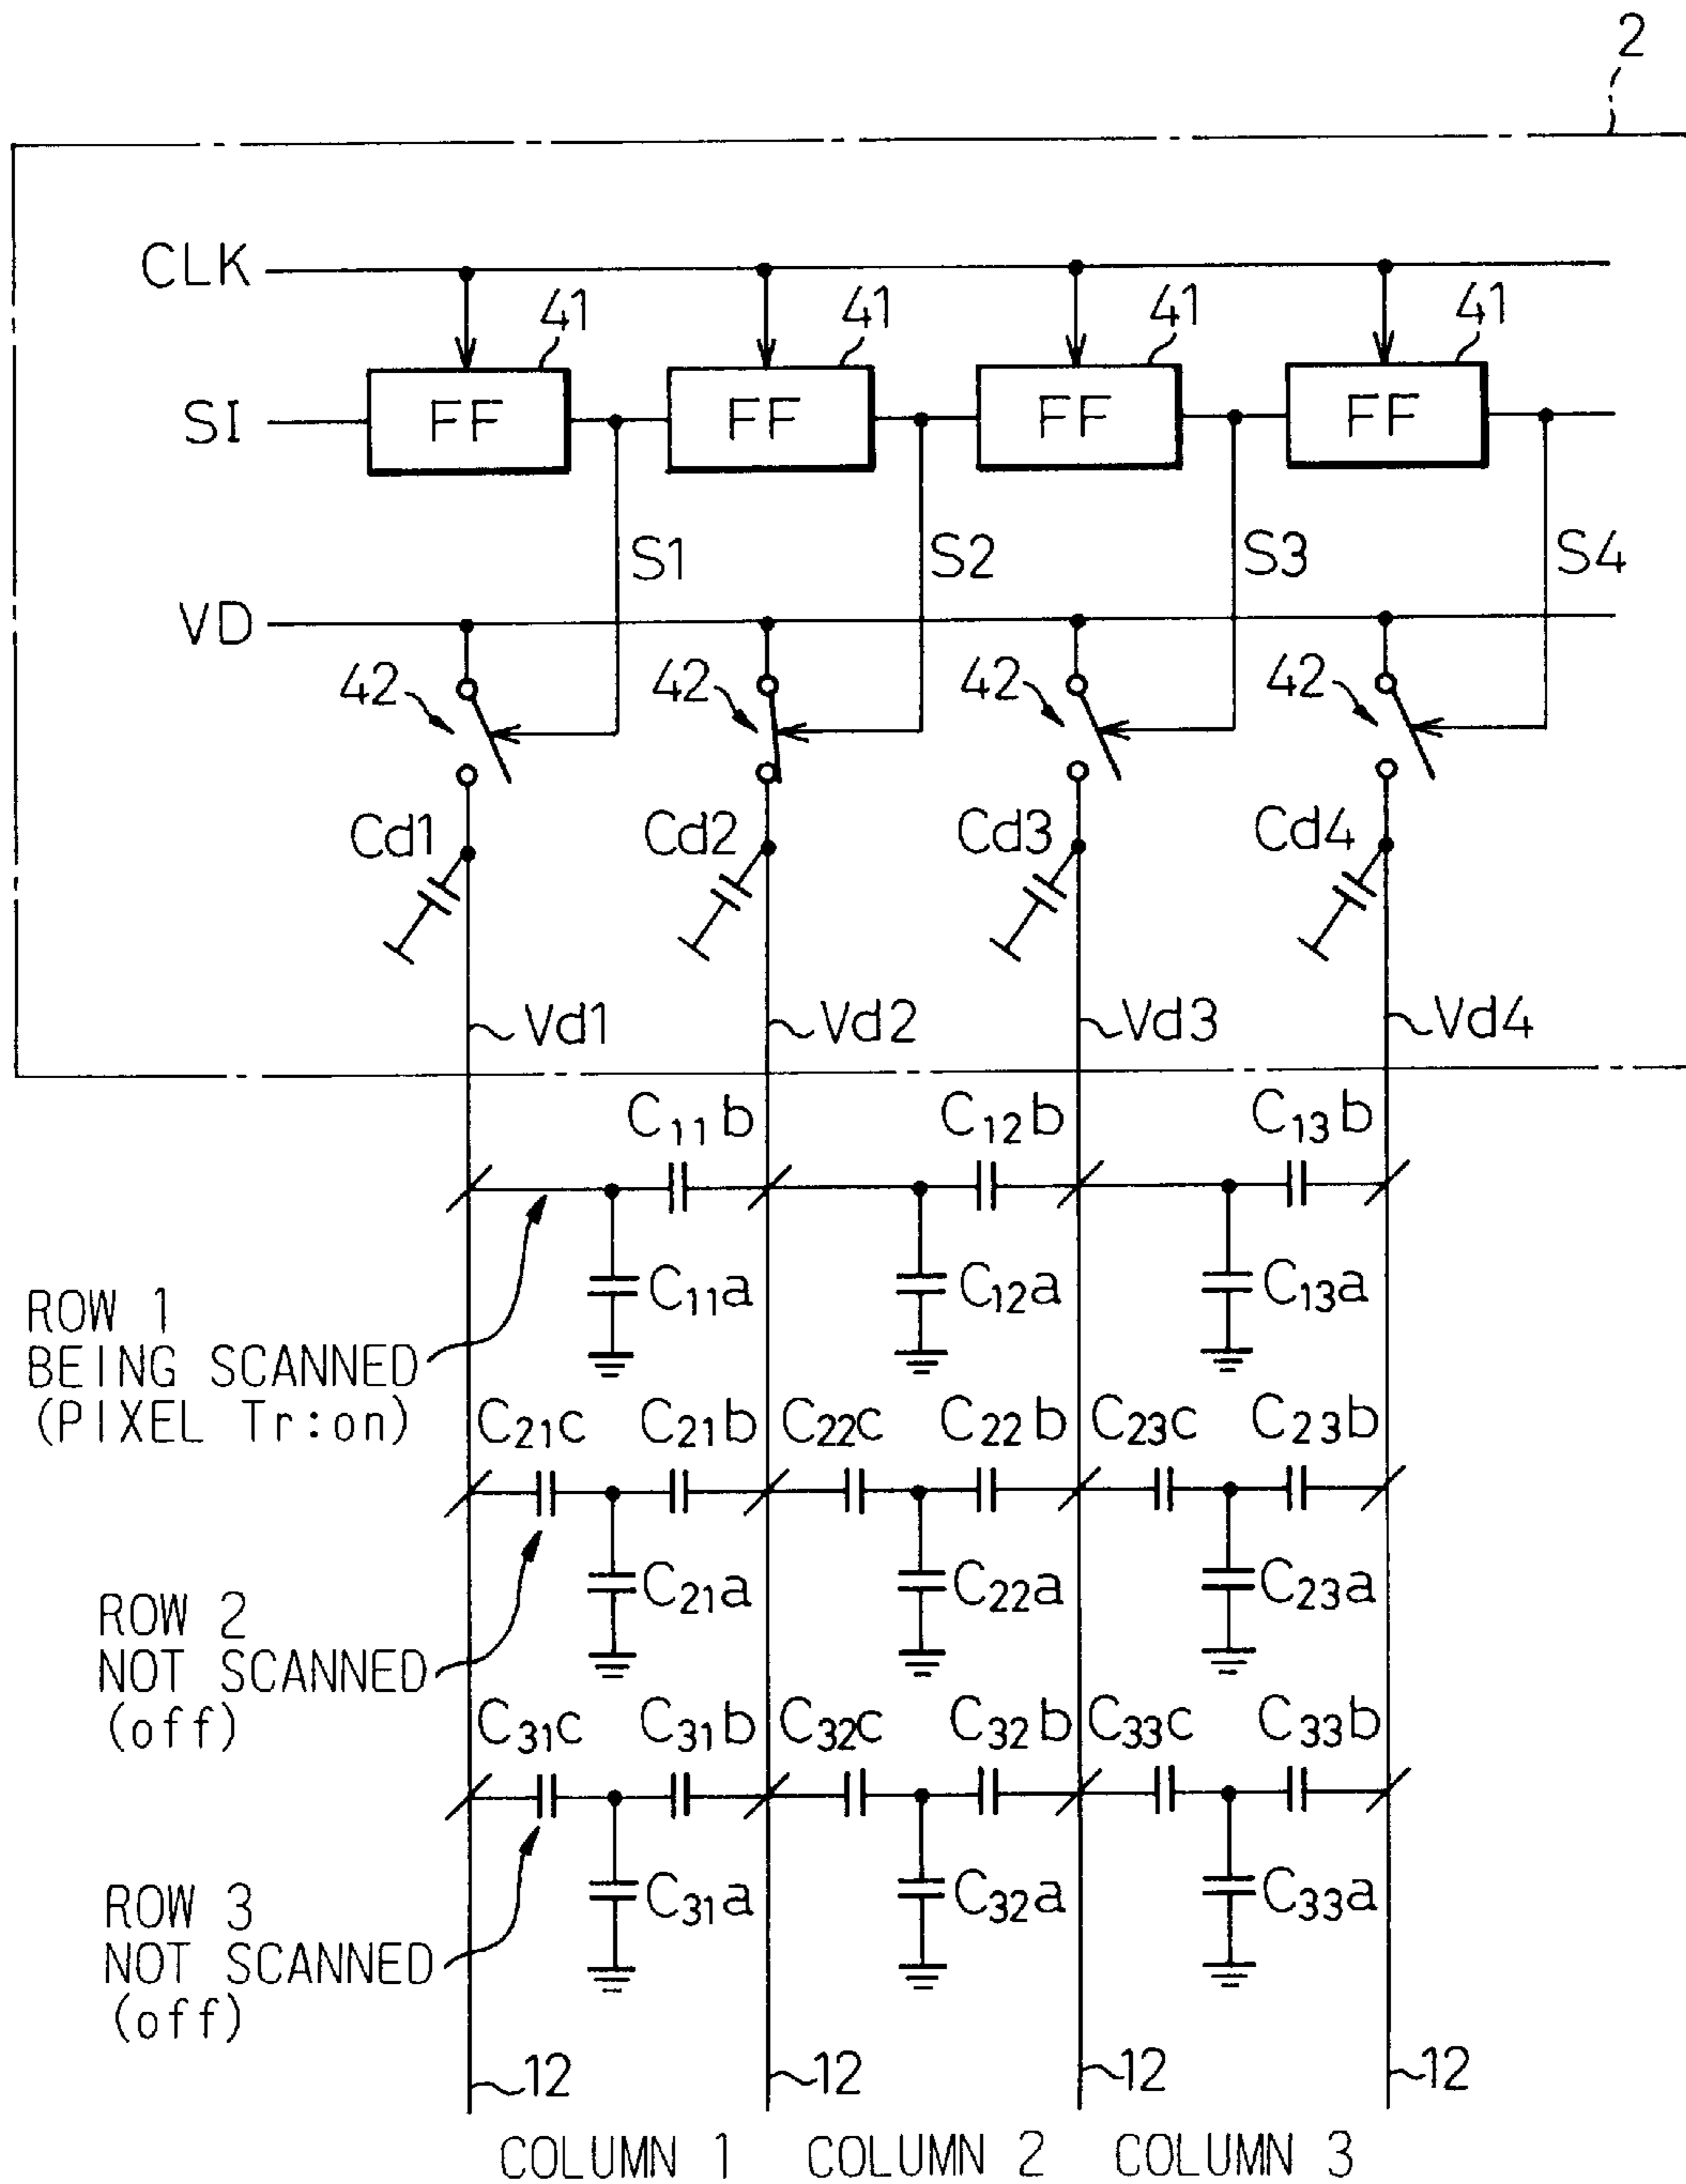 2
CLK
41 41 41 41
SI FF FF FF FF
S1 S2 S3 S4
VD
42 42 42 42
Cd1 Cd2 Cd3 Cd4
Vd1 Vd2 Vd3 Vd4
C11b C12b C13b
C11a C12a C13a
ROW 1
BEING SCANNED
(PIXEL Tr:on)
C21c C21b C22c C22b C23c C23b
C21a C22a C23a
ROW 2
NOT SCANNED
(off)
C31c C31b C32c C32b C33c C33b
C31a C32a C33a
ROW 3
NOT SCANNED
(off)
12 12 12 12
COLUMN 1 COLUMN 2 COLUMN 3